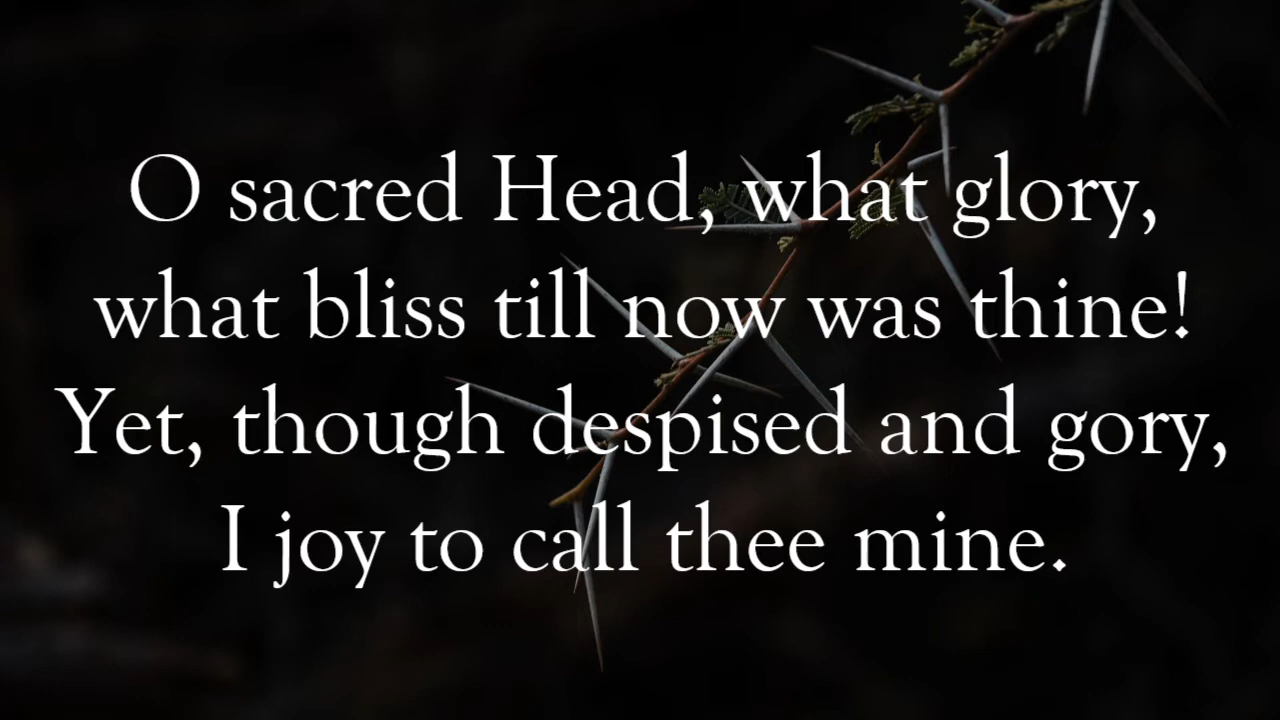 O sacred Head, what glory,
what bliss till now was thine!
Yet, though despised and gory,
I joy to call thee mine.